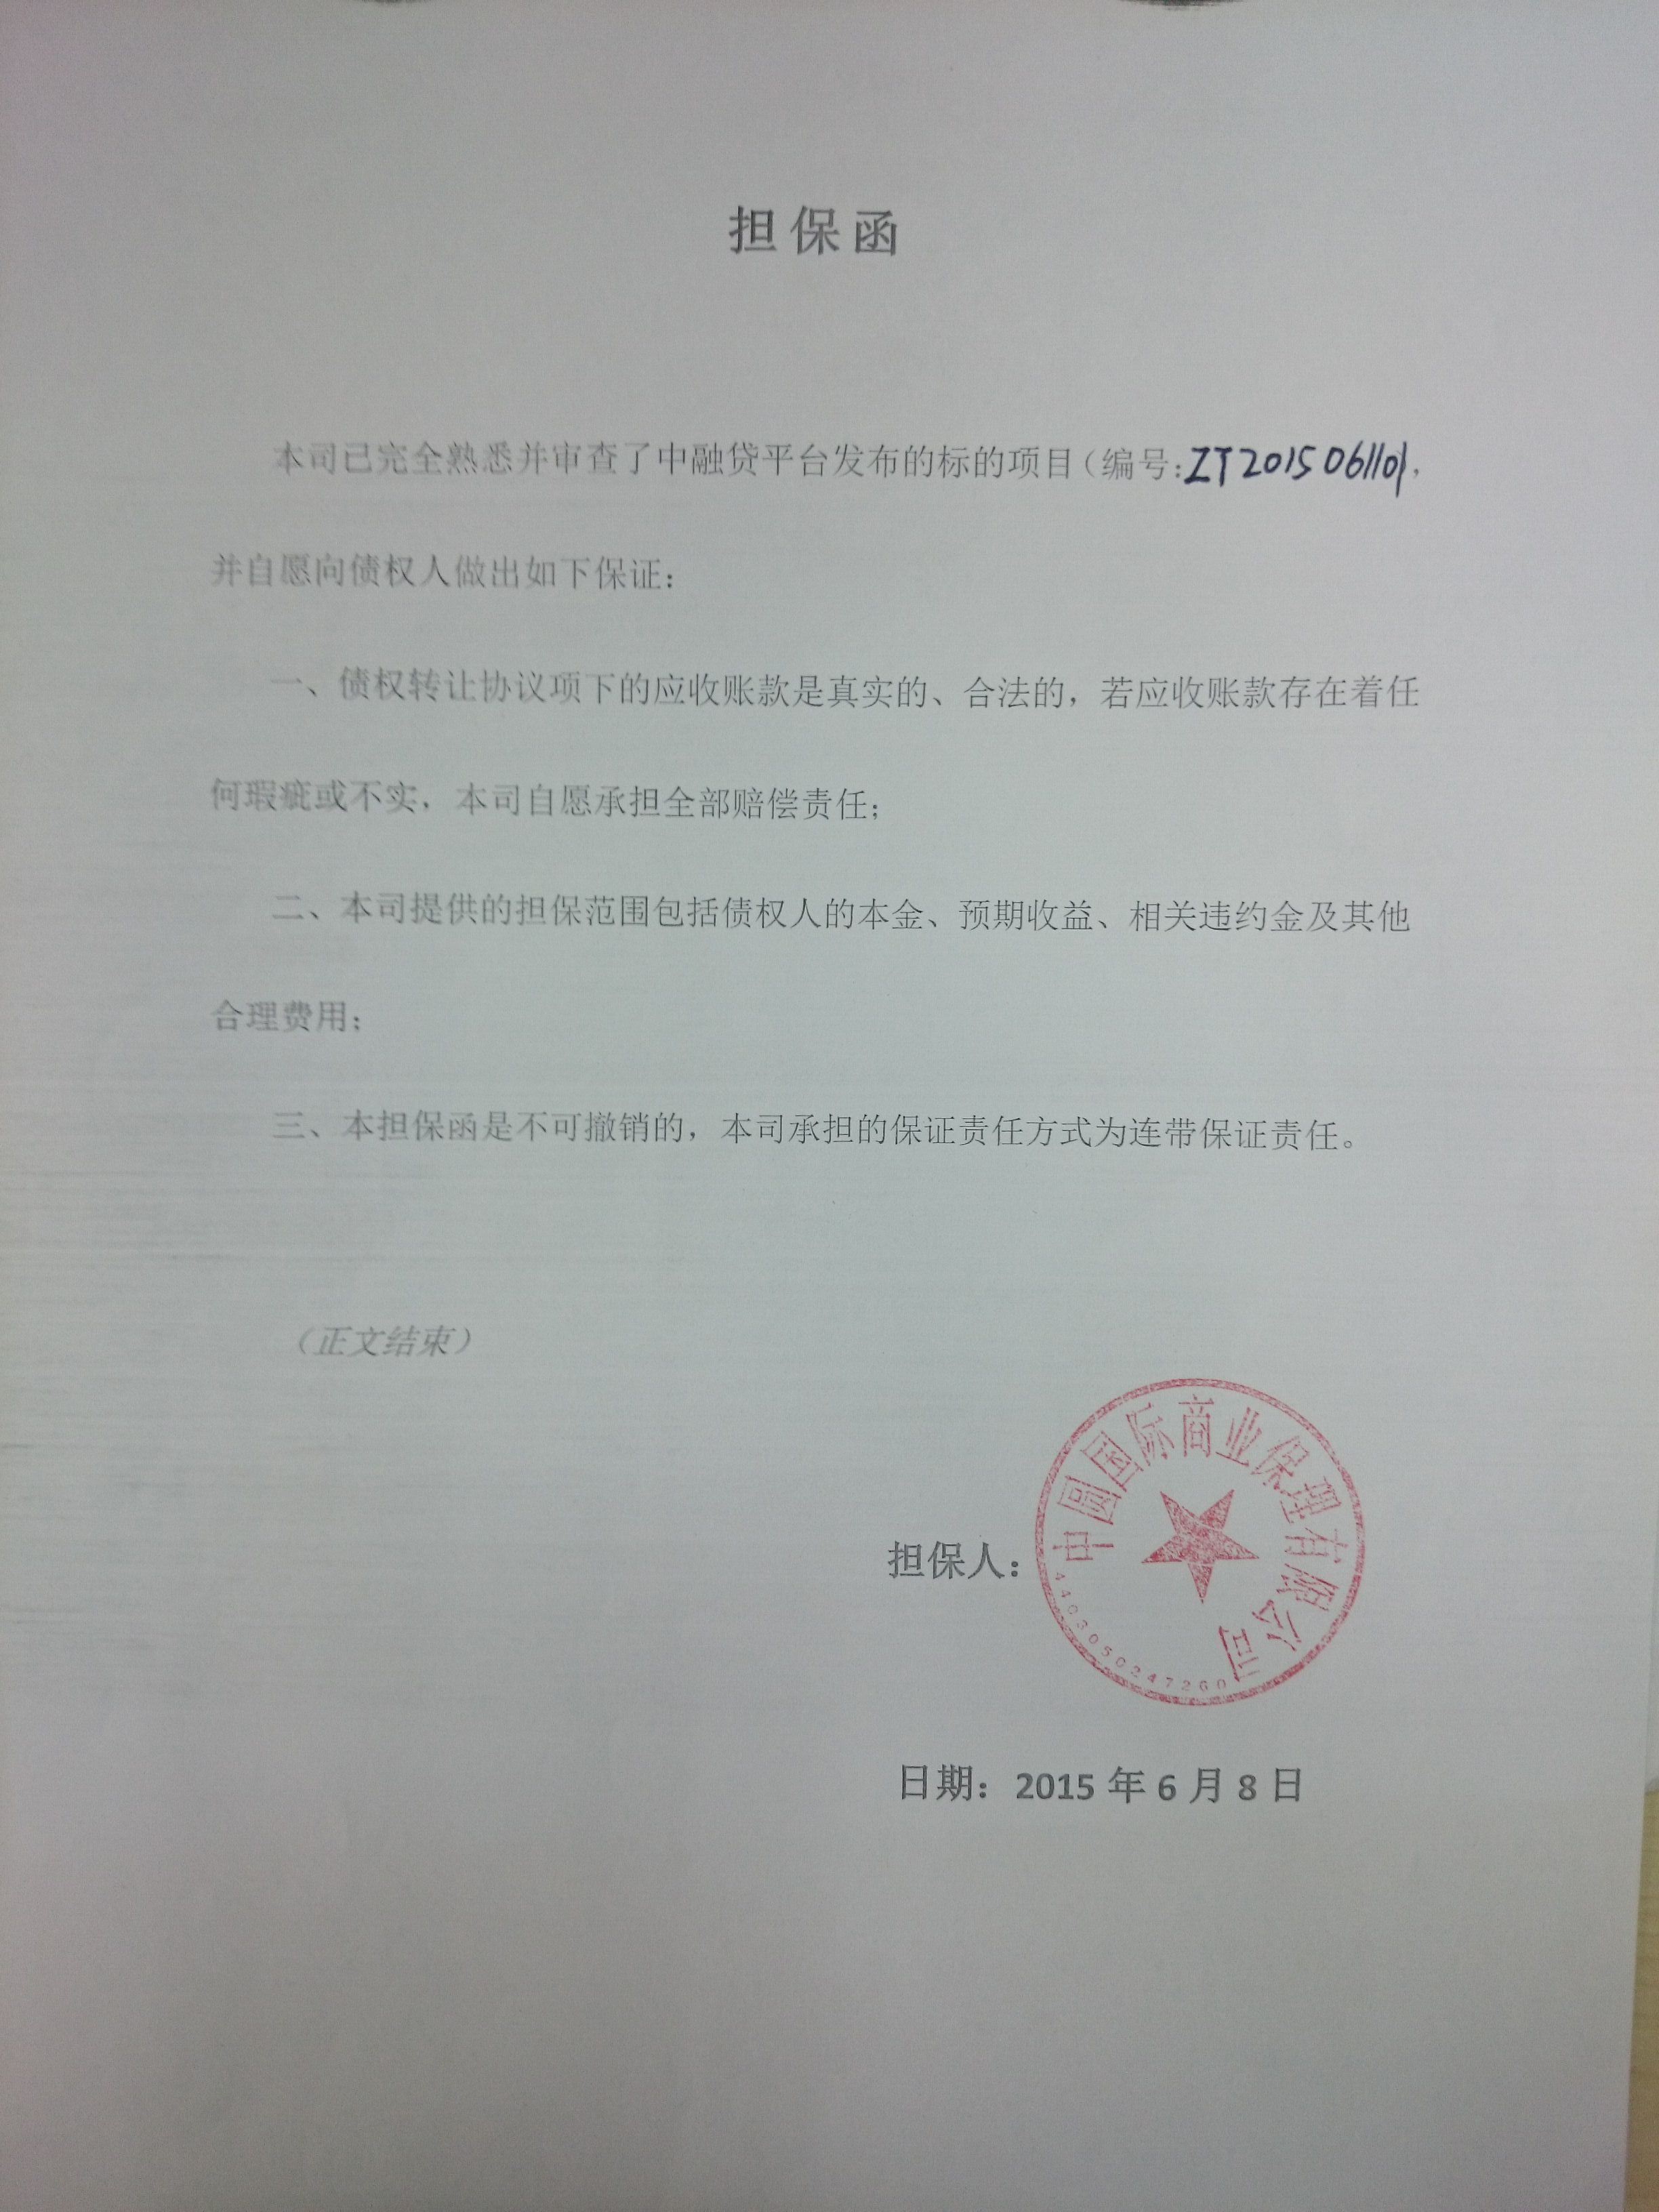 担保函
本司已完全熟悉并审查了中融贷平台发布的标的项目（编号：ZT2015061101），
并自愿向债权人做出如下保证：
一、债权转让协议项下的应收账款是真实的、合法的，若应收账款存在着任
何瑕疵或不实，本司自愿承担全部赔偿责任；
二、本司提供的担保范围包括债权人的本金、预期收益、相关违约金及其他
合理费用；
三、本担保函是不可撤销的，本司承担的保证责任方式为连带保证责任。
（正文结束）
中圆国际商业保理有限公司
担保人：
4403050247260
日期：2015年6月8日